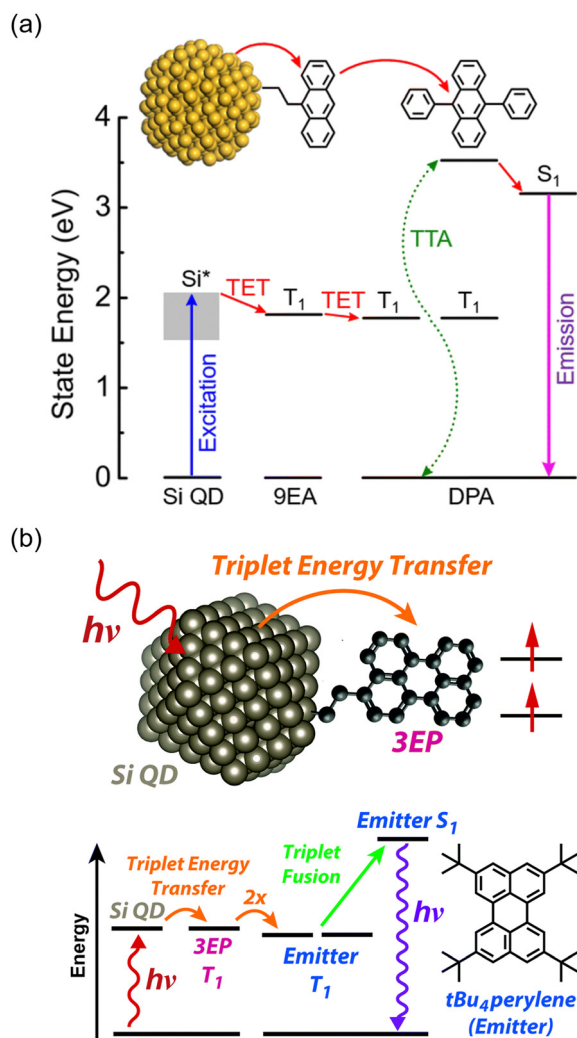 (a)
State Energy (eV)
4
3
2
1
0
Si*
TET
T1
TET
T1
T1
TTA
S1
Excitation
Emission
Si QD
9EA
DPA
(b)
Triplet Energy Transfer
hν
Si QD
3EP
Energy
Si QD
Triplet Energy
Transfer
2x
hν
3EP
T1
Emitter
T1
Triplet
Fusion
Emitter S1
hν
tBu4perylene
(Emitter)